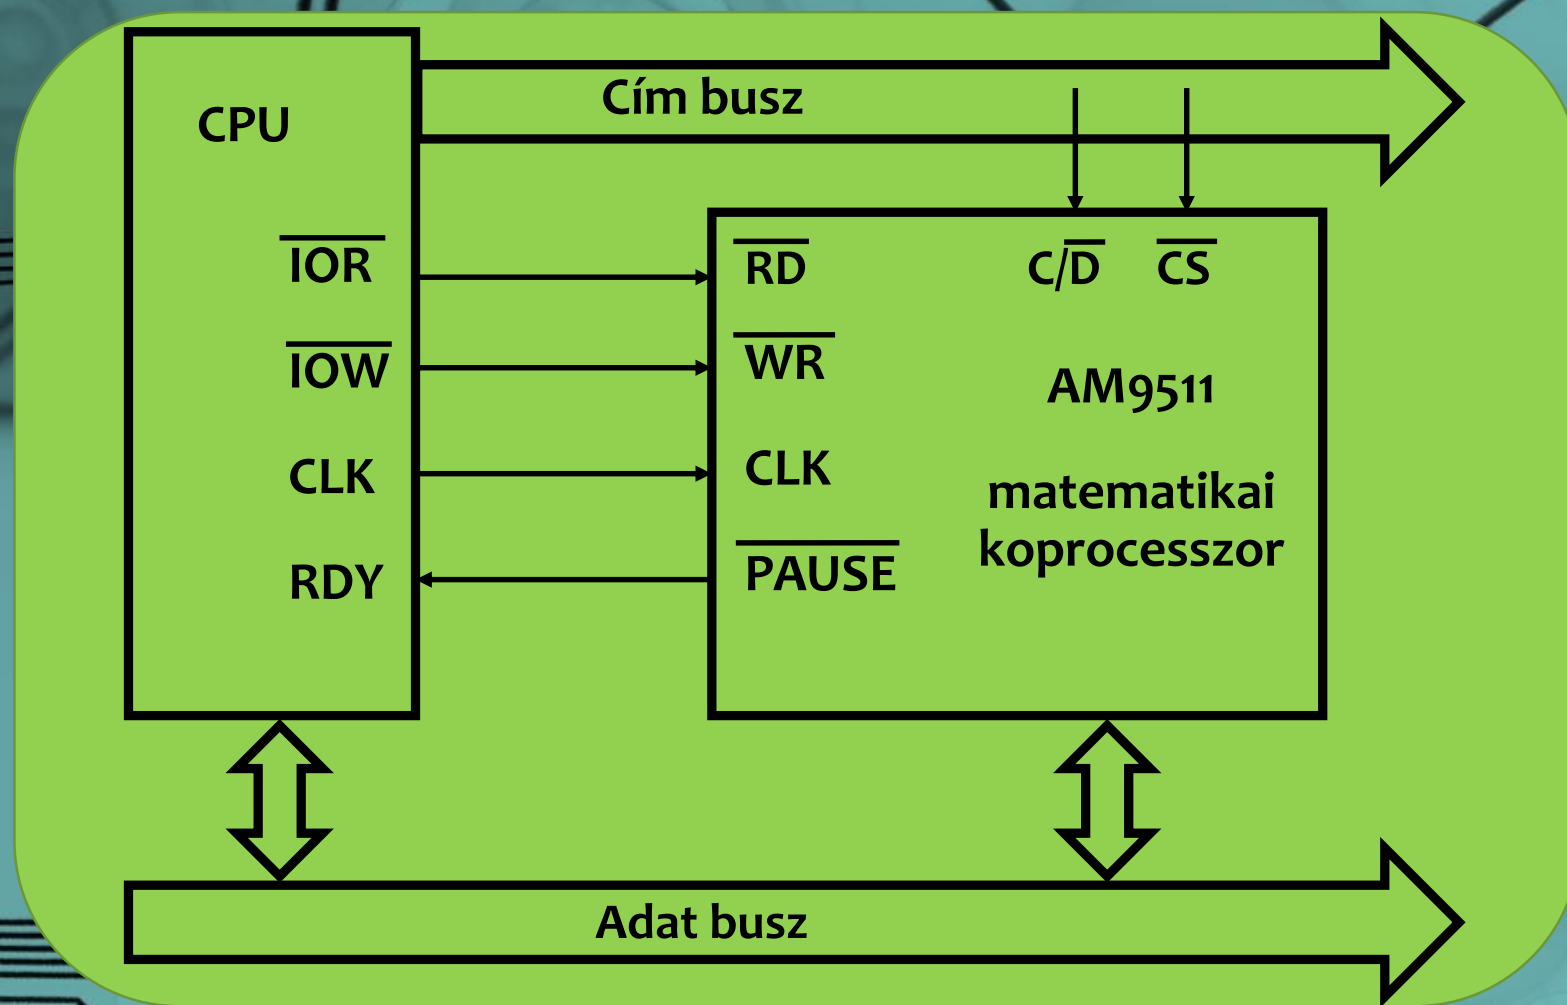 Cím busz
CPU
IOR
IOW
CLK
RDY
RD
WR
CLK
PAUSE
C/D CS
AM9511
matematikai
koprocesszor
Adat busz